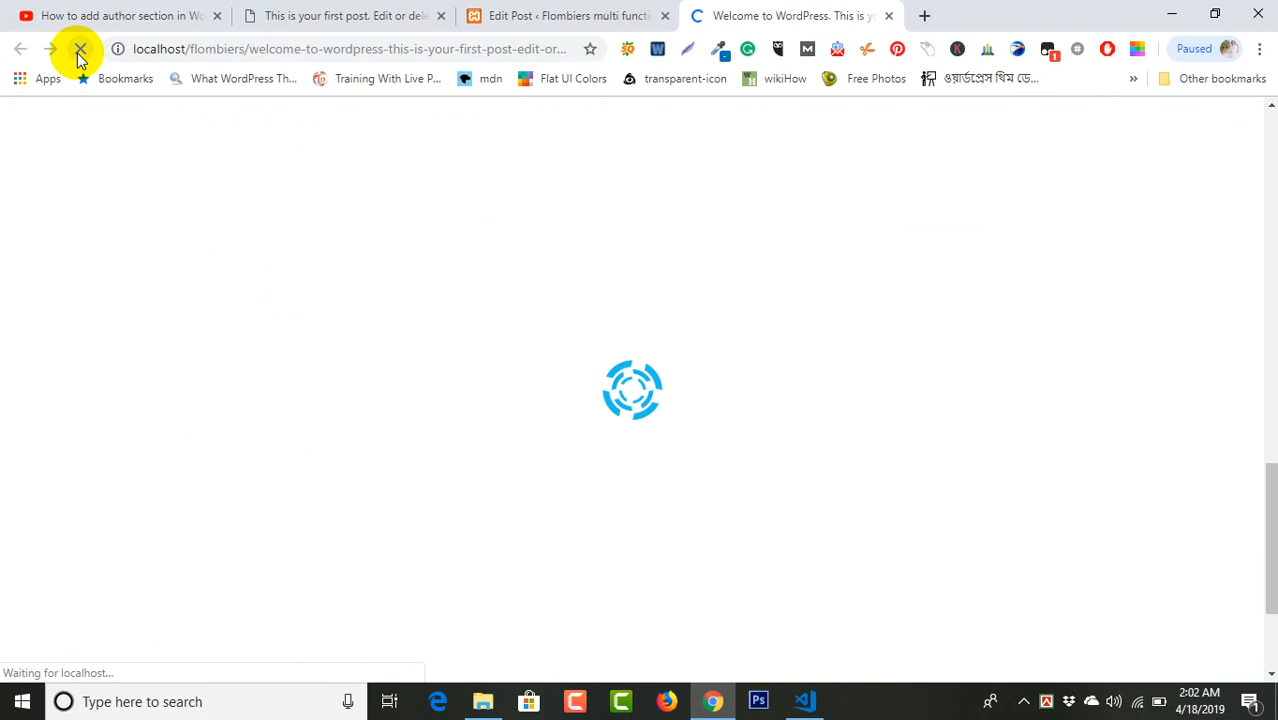 How to add author section in Wo
This is your first post. Edit or dele
Edit Post ‹ Flombiers multi functi
Welcome to WordPress. This is yo
localhost/flombiers/welcome-to-wordpress-this-is-your-first-post-edit-or...
Paused
Apps
Bookmarks
What WordPress Th...
Training With Live P...
mdn
Flat UI Colors
transparent-icon
wikiHow
Free Photos
ওয়ার্ডপ্রেস থিম ডে...
»
Other bookmarks
Waiting for localhost...
Type here to search
2:02 AM
4/18/2019